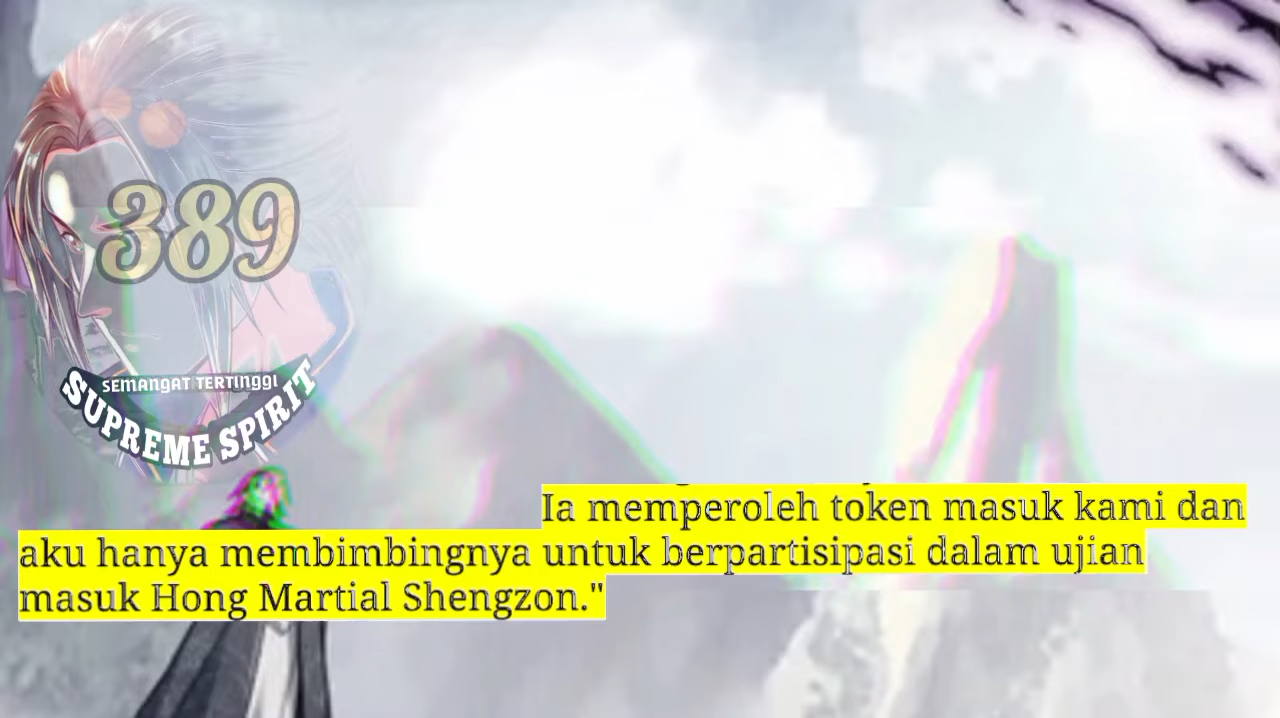 389
SEMANGAT TERTINGGI
SUPREME SPIRIT
Ia memperoleh token masuk kami dan
aku hanya membimbingnya untuk berpartisipasi dalam ujian
masuk Hong Martial Shengzon."